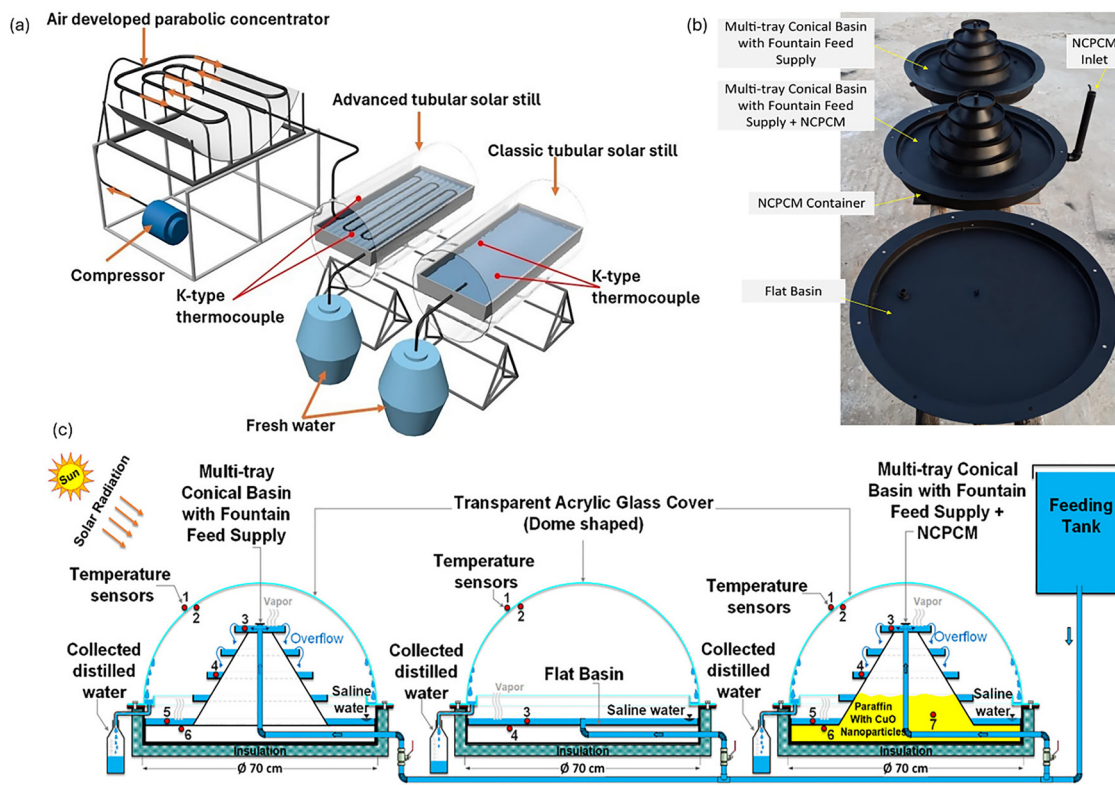 (a)
Air developed parabolic concentrator
Advanced tubular solar still
Classic tubular solar still
Compressor
K-type
thermocouple
K-type
thermocouple
Fresh water
(b)
Multi-tray Conical Basin
with Fountain Feed
Supply
NCPCM
Inlet
Multi-tray Conical Basin
with Fountain Feed
Supply + NCPCM
NCPCM Container
Flat Basin
(c)
Sun
Solar Radiation
Multi-tray
Conical Basin
with Fountain
Feed Supply
Transparent Acrylic Glass Cover
(Dome shaped)
Multi-tray Conical
Basin with Fountain
Feed Supply +
NCPCM
Feeding
Tank
Temperature
sensors
1
2
Vapor
3
Overflow
4
Collected
distilled
water
5
6
Saline
water
Insulation
Ø 70 cm
Temperature
sensors
1
2
Collected
distilled
water
Vapor
Flat Basin
3
Saline water
4
Insulation
Ø 70 cm
Temperature
sensors
1
2
Vapor
3
Overflow
4
Collected
distilled
water
5
6
Paraffin
With CuO
Nanoparticles
7
Saline
water
Insulation
Ø 70 cm